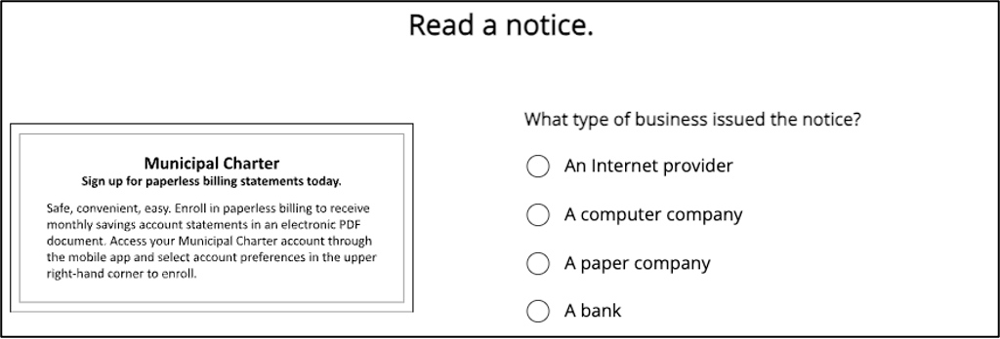 Read a notice.
Municipal Charter
Sign up for paperless billing statements today.
Safe, convenient, easy. Enroll in paperless billing to receive
monthly savings account statements in an electronic PDF
document. Access your Municipal Charter account through
the mobile app and select account preferences in the upper
right-hand corner to enroll.
What type of business issued the notice?
An Internet provider
A computer company
A paper company
A bank